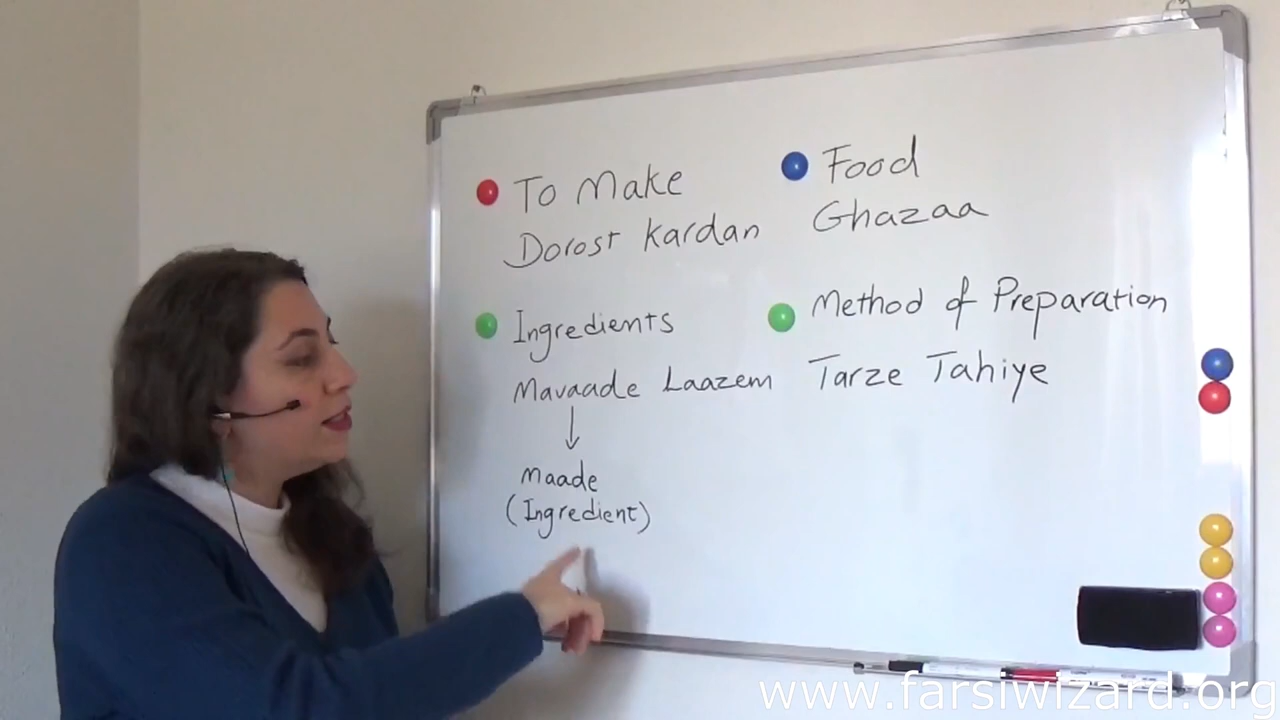 To Make
Dorost Kardan
Food
Ghazaa
Ingredients
Mavaade Laazem
Maade
(Ingredient)
Method of Preparation
Tarze Tahiye
www.farsiwizard.org